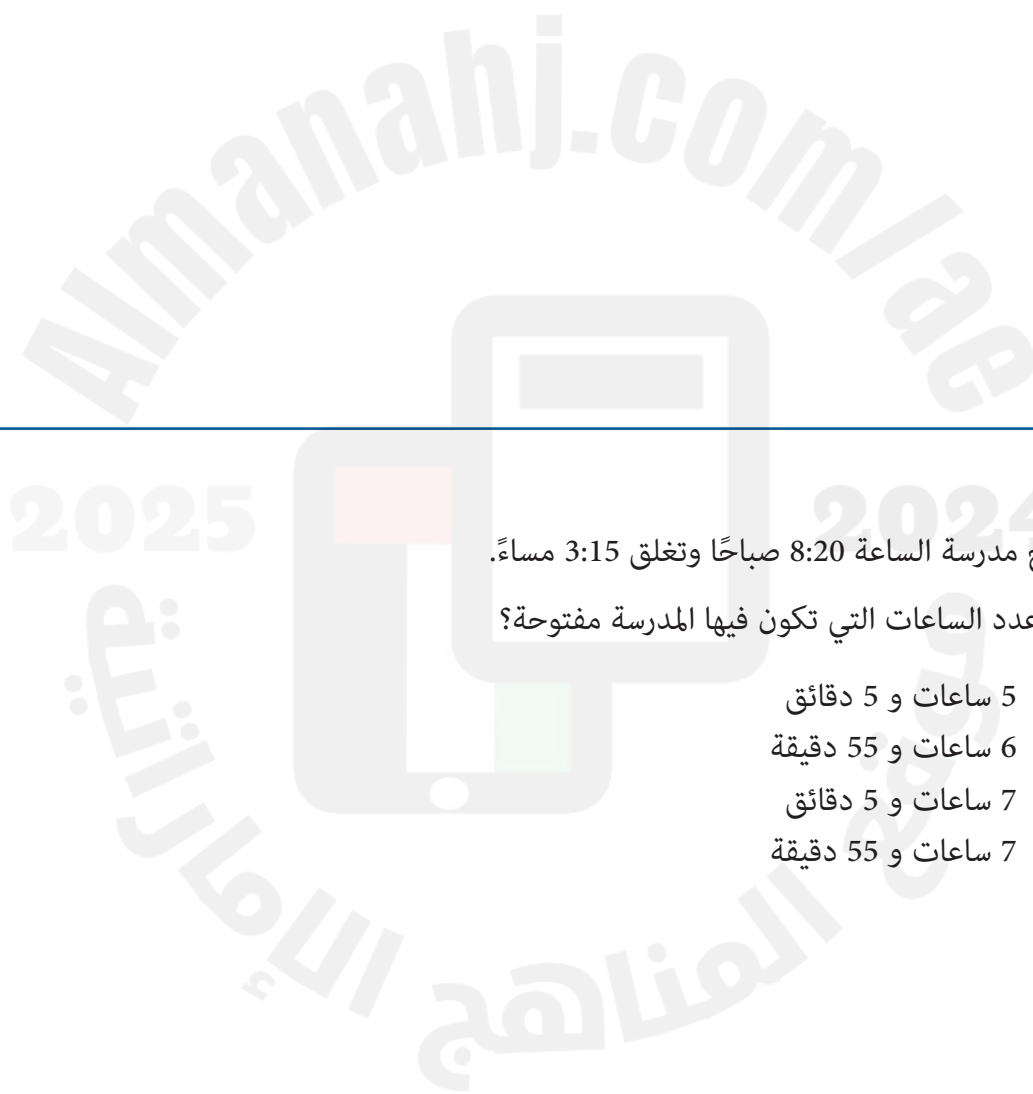 Almanahj.com/ae
2025 2024
مدرسة الساعة 8:20 صباحًا وتغلق 3:15 مساءً.
عدد الساعات التي تكون فيها المدرسة مفتوحة؟
5 ساعات و 5 دقائق
6 ساعات و 55 دقيقة
7 ساعات و 5 دقائق
7 ساعات و 55 دقيقة
موقع المناهج الإماراتية